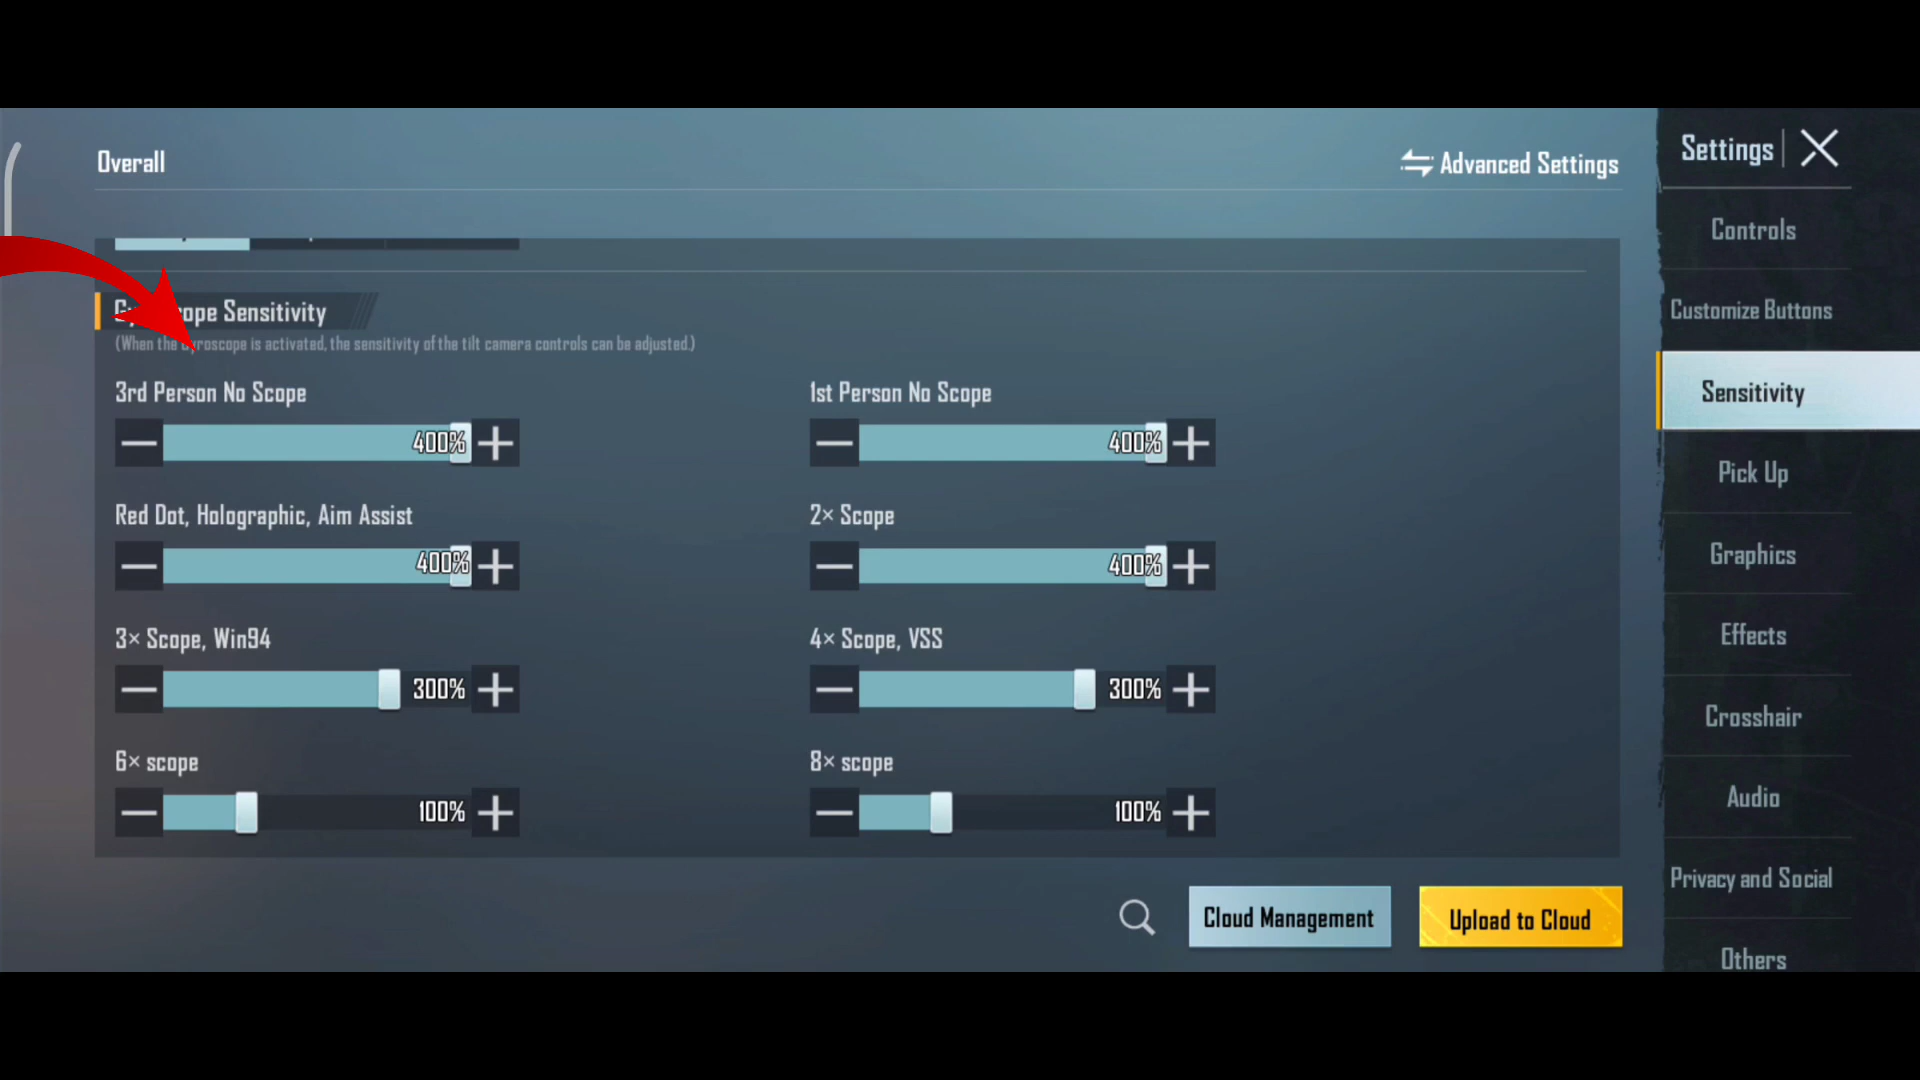 Overall
Advanced Settings
Settings
Sensitivity
(When the gyroscope is activated, the sensitivity of the tilt camera controls can be adjusted.)
3rd Person No Scope
1st Person No Scope
400%
400%
Red Dot, Holographic, Aim Assist
2× Scope
400%
400%
3× Scope, Win94
4× Scope, VSS
300%
300%
6× scope
8× scope
100%
100%
Cloud Management
Upload to Cloud
Controls
Customize Buttons
Sensitivity
Pick Up
Graphics
Effects
Crosshair
Audio
Privacy and Social
Others